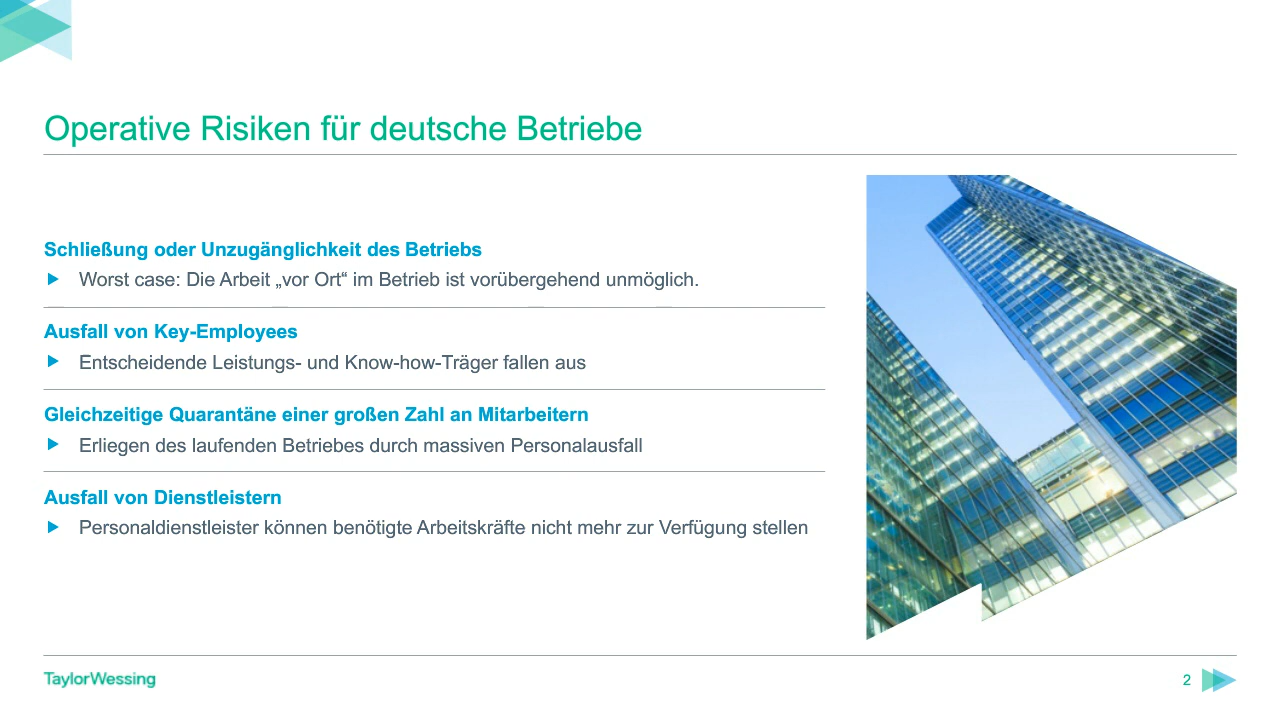 Operative Risiken für deutsche Betriebe
Schließung oder Unzugänglichkeit des Betriebs
Worst case: Die Arbeit „vor Ort“ im Betrieb ist vorübergehend unmöglich.
Ausfall von Key-Employees
Entscheidende Leistungs- und Know-how-Träger fallen aus
Gleichzeitige Quarantäne einer großen Zahl an Mitarbeitern
Erliegen des laufenden Betriebes durch massiven Personalausfall
Ausfall von Dienstleistern
Personaldienstleister können benötigte Arbeitskräfte nicht mehr zur Verfügung stellen
TaylorWessing
2